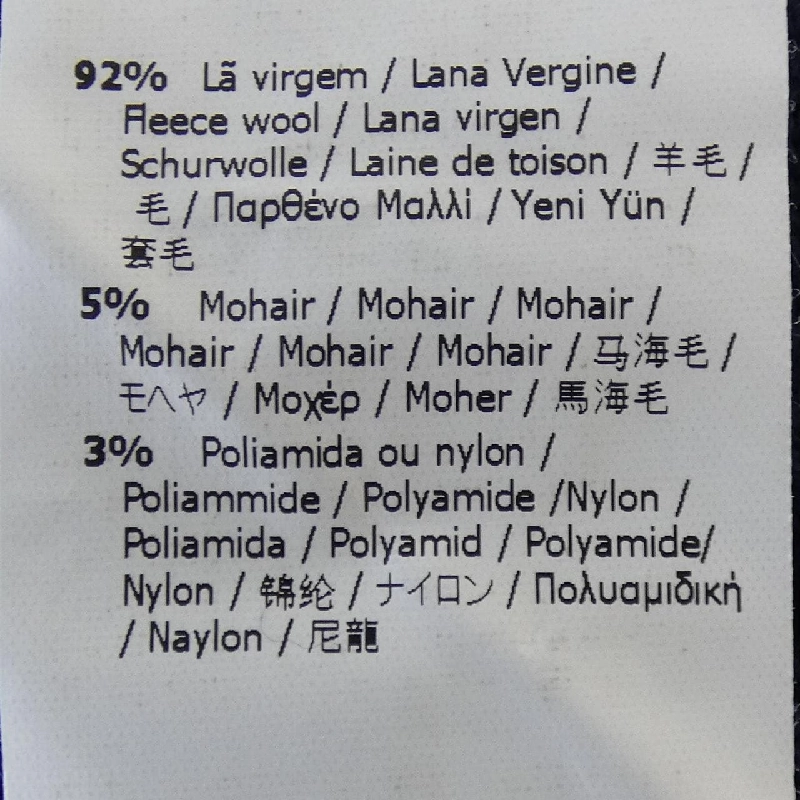 92% Lã virgem / Lana Vergine /
Fleece wool / Lana virgen /
Schurwolle / Laine de toison / 羊毛 /
毛 / Παρθένο Μαλλί / Yeni Yün /
套毛
5% Mohair / Mohair / Mohair /
Mohair / Mohair / Mohair / 马海毛 /
モヘヤ / Μοχέρ / Moher / 馬海毛
3% Poliamida ou nylon /
Poliammide / Polyamide /Nylon /
Poliamida / Polyamid / Polyamide/
Nylon / 锦纶 / ナイロン / Πολυαμιδική
/ Naylon / 尼龍